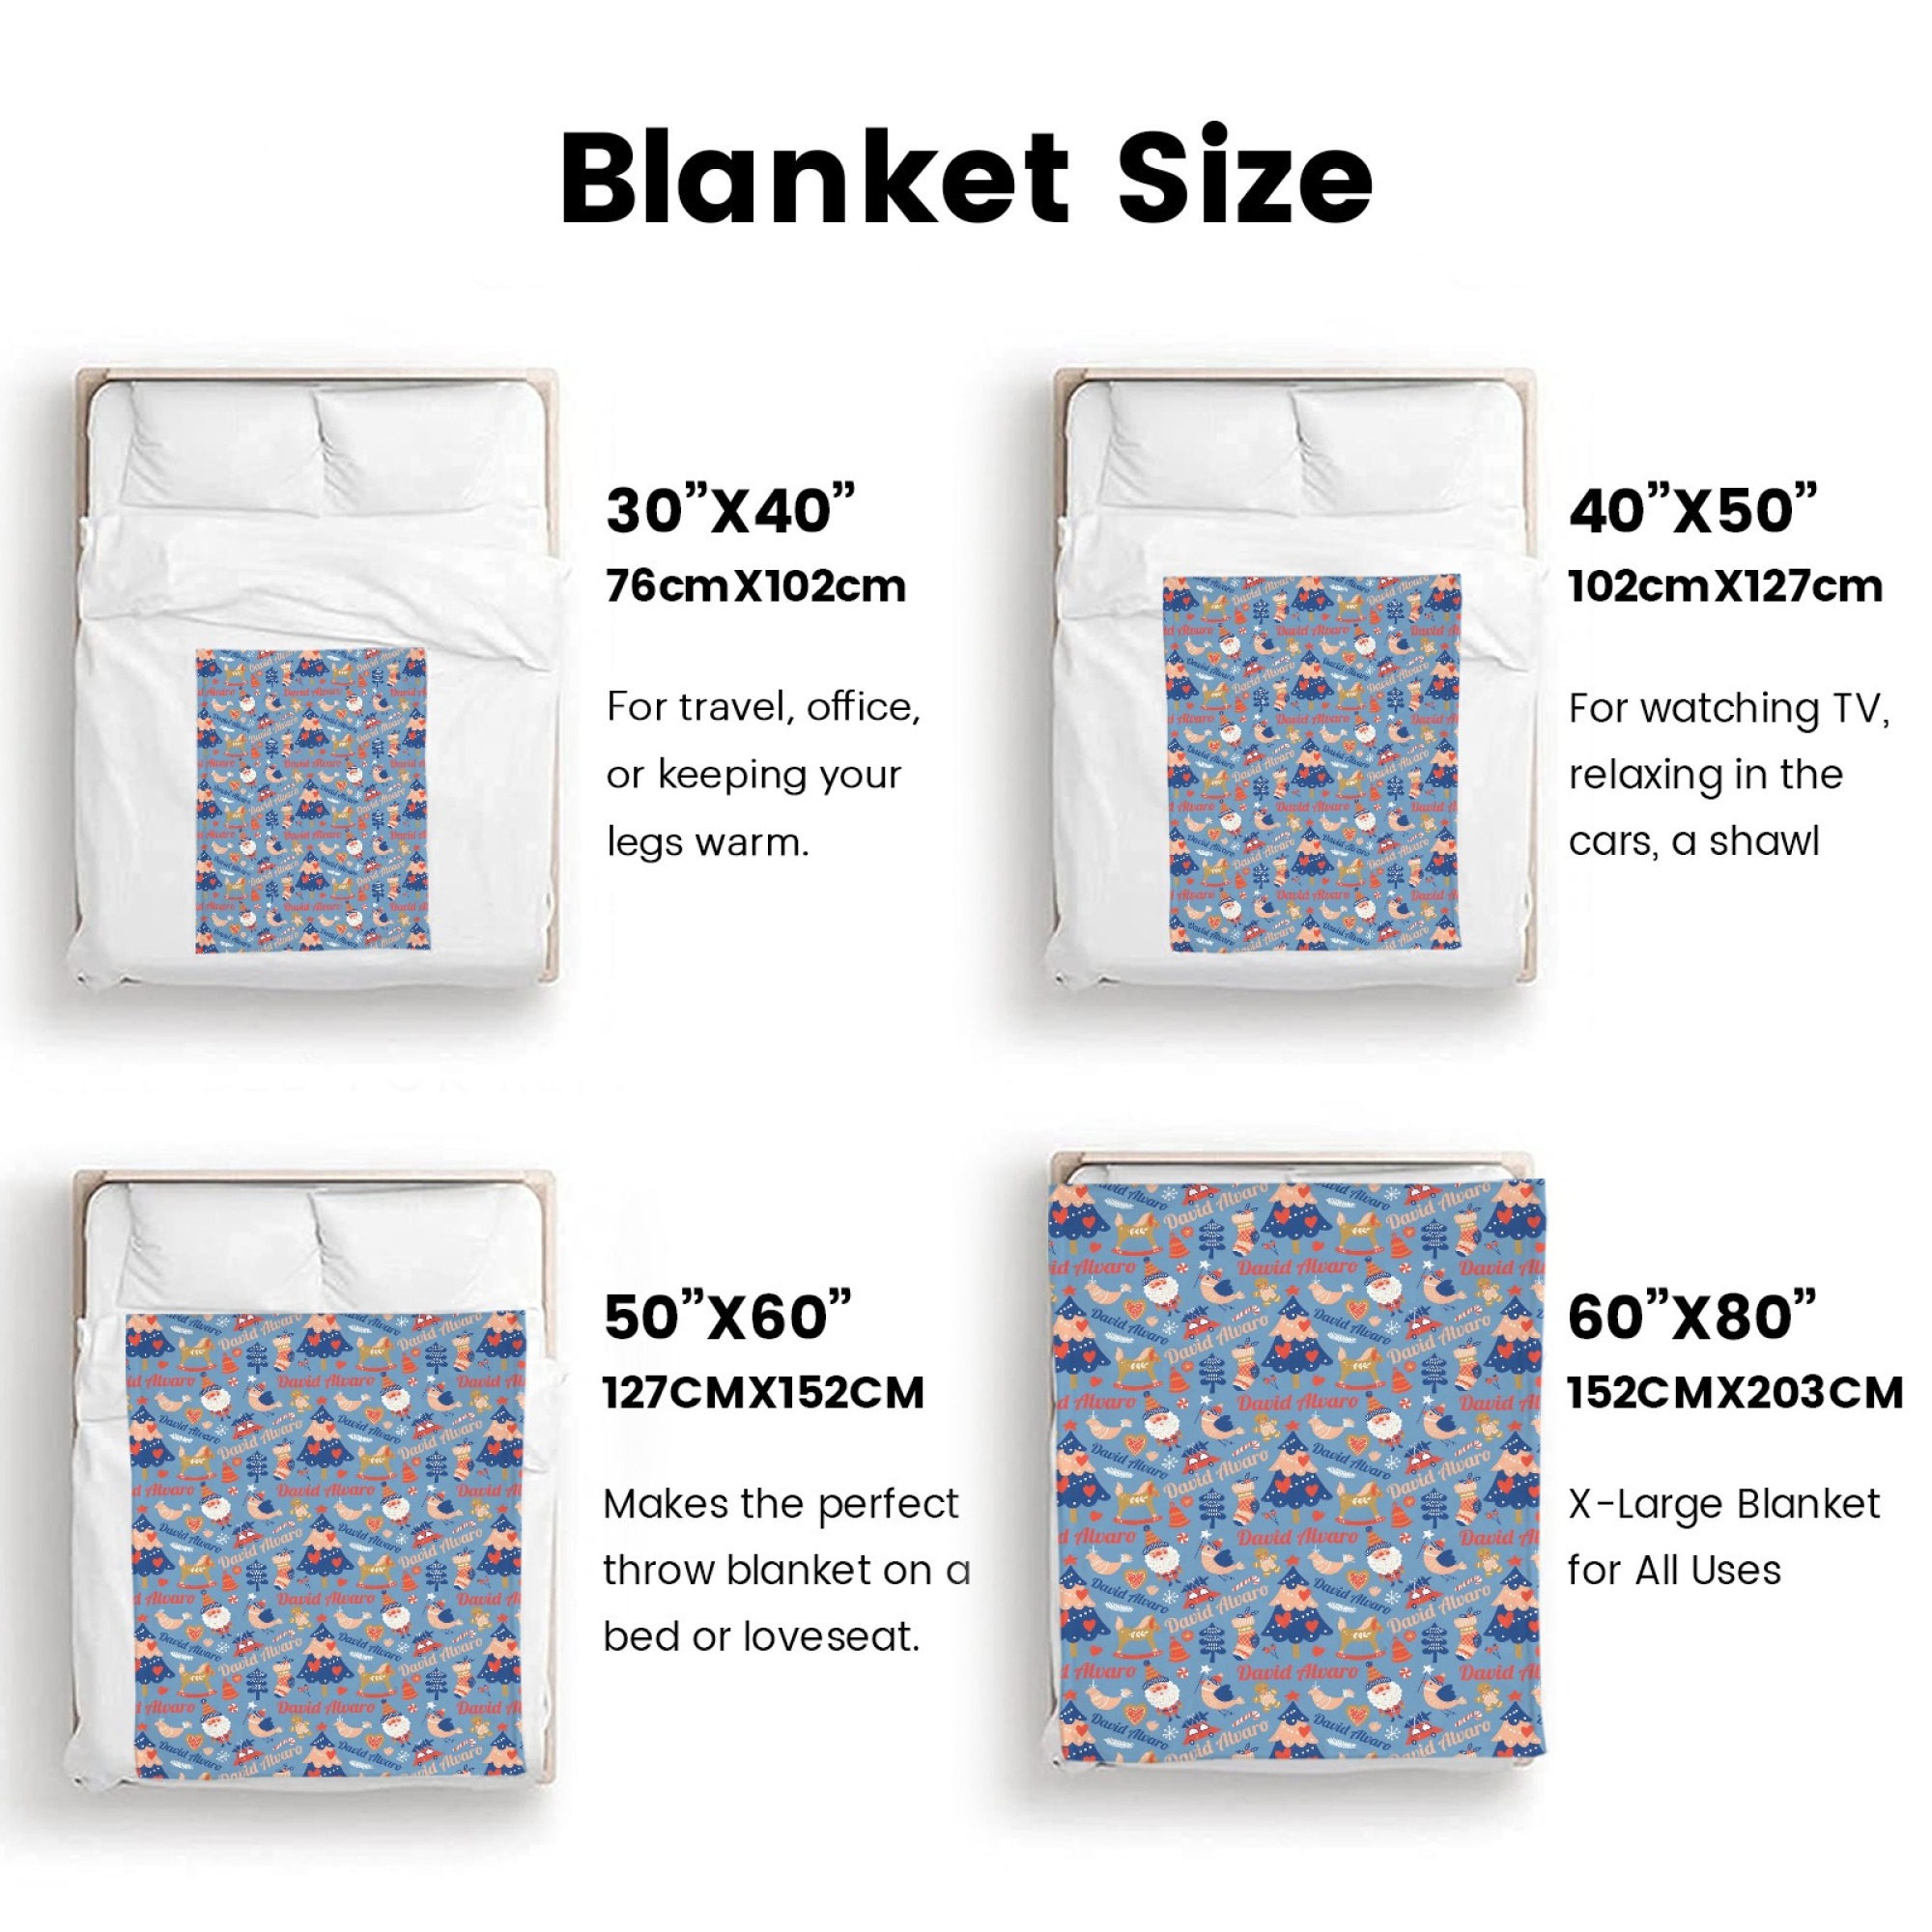 Blanket Size
30”X40”
76cmX102cm
For travel, office,
or keeping your
legs warm.
40”X50”
102cmX127cm
For watching TV,
relaxing in the
cars, a shawl
50”X60”
127CMX152CM
Makes the perfect
throw blanket on a
bed or loveseat.
60”X80”
152CMX203CM
X-Large Blanket
for All Uses
David Alvaro